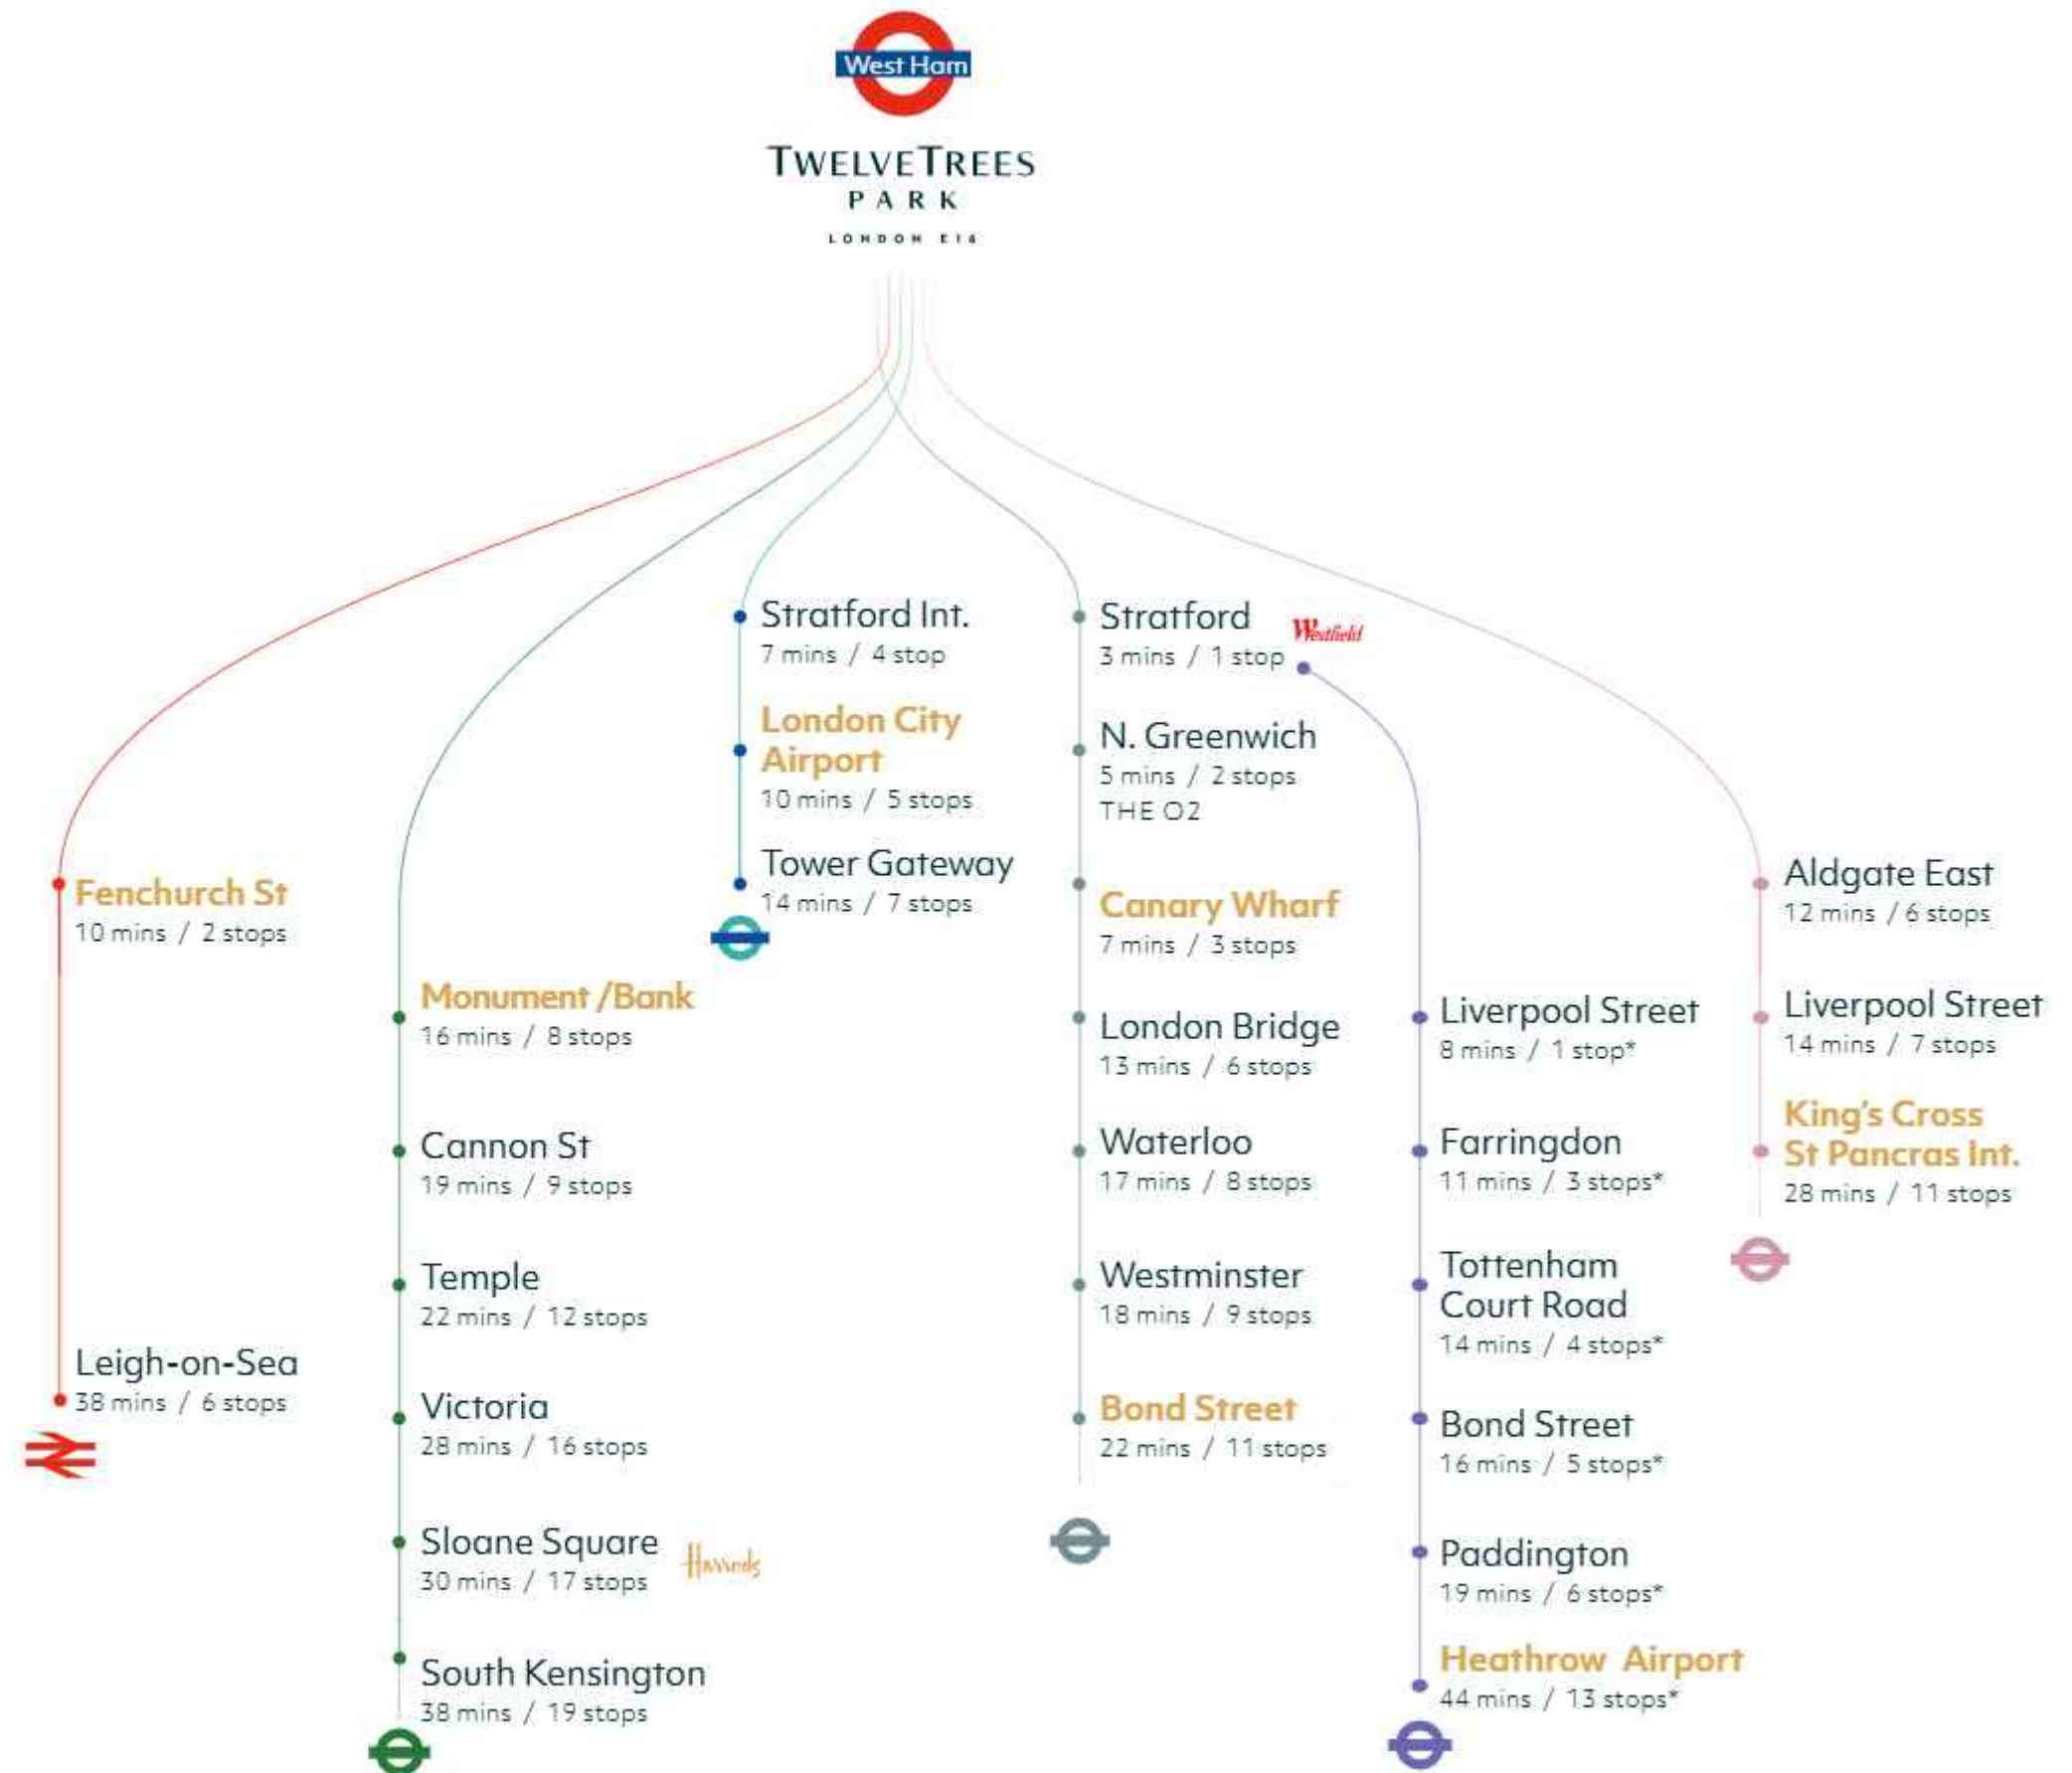 West Ham
TWELVETREES
PARK
LONDON E16
Fenchurch St
10 mins / 2 stops
Leigh-on-Sea
38 mins / 6 stops
Monument /Bank
16 mins / 8 stops
Cannon St
19 mins / 9 stops
Temple
22 mins / 12 stops
Victoria
28 mins / 16 stops
Sloane Square
Harrods
30 mins / 17 stops
South Kensington
38 mins / 19 stops
Stratford Int.
7 mins / 4 stop
London City
Airport
10 mins / 5 stops
Tower Gateway
14 mins / 7 stops
Stratford
Westfield
3 mins / 1 stop
N. Greenwich
5 mins / 2 stops
THE O2
Canary Wharf
7 mins / 3 stops
London Bridge
13 mins / 6 stops
Waterloo
17 mins / 8 stops
Westminster
18 mins / 9 stops
Bond Street
22 mins / 11 stops
Liverpool Street
8 mins / 1 stop*
Farringdon
11 mins / 3 stops*
Tottenham
Court Road
14 mins / 4 stops*
Bond Street
16 mins / 5 stops*
Paddington
19 mins / 6 stops*
Heathrow Airport
44 mins / 13 stops*
Aldgate East
12 mins / 6 stops
Liverpool Street
14 mins / 7 stops
King's Cross
St Pancras Int.
28 mins / 11 stops